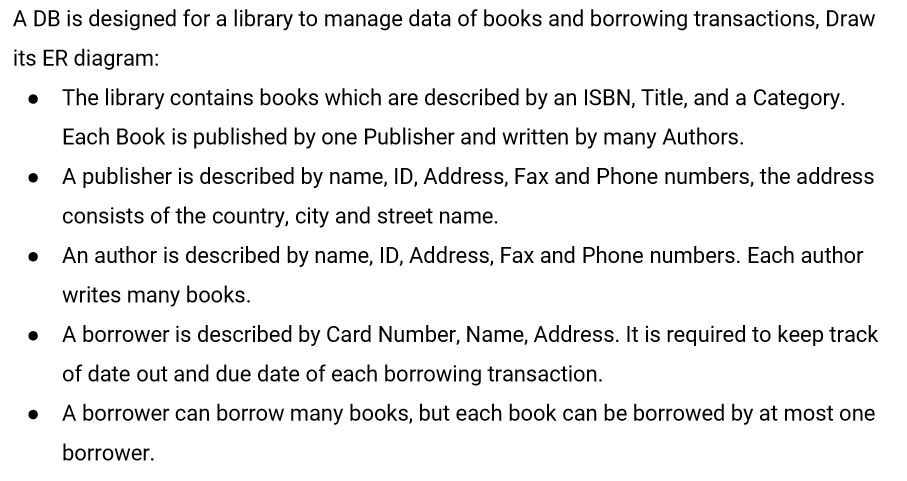 A DB is designed for a library to manage data of books and borrowing transactions, Draw
its ER diagram:
● The library contains books which are described by an ISBN, Title, and a Category.
Each Book is published by one Publisher and written by many Authors.
● A publisher is described by name, ID, Address, Fax and Phone numbers, the address
consists of the country, city and street name.
● An author is described by name, ID, Address, Fax and Phone numbers. Each author
writes many books.
● A borrower is described by Card Number, Name, Address. It is required to keep track
of date out and due date of each borrowing transaction.
● A borrower can borrow many books, but each book can be borrowed by at most one
borrower.